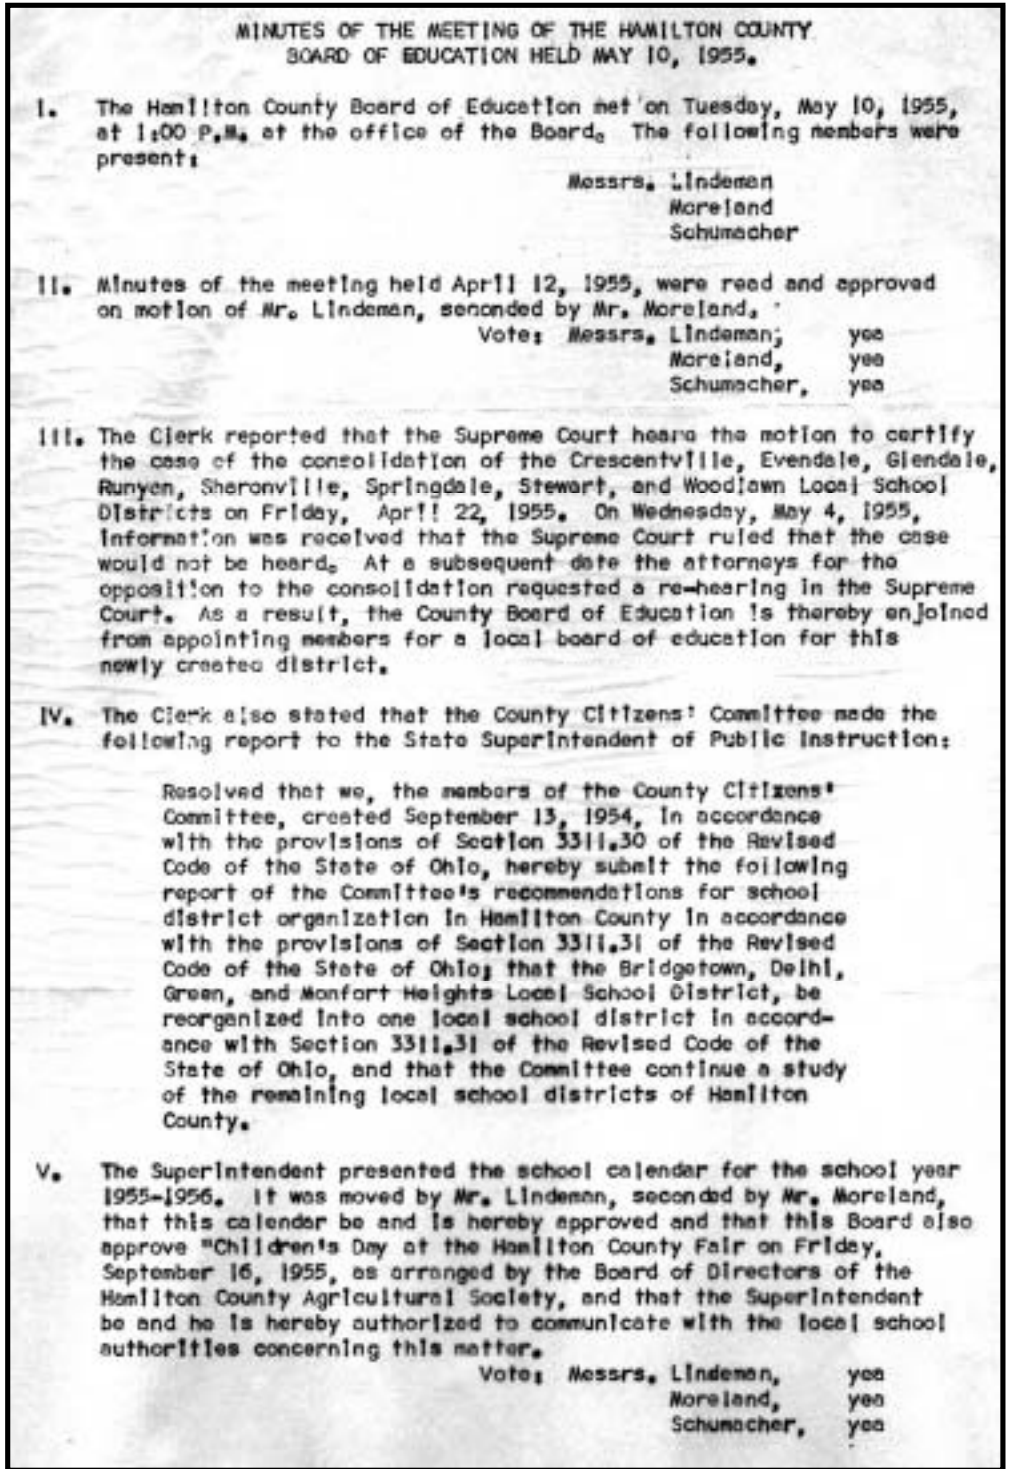 MINUTES OF THE MEETING OF THE HAMILTON COUNTY
BOARD OF EDUCATION HELD MAY 10, 1955.
I. The Hamilton County Board of Education met on Tuesday, May 10, 1955,
at 1:00 P.M. at the office of the Board. The following members were
present:
Messrs. Lindeman
Moreland
Schumacher
II. Minutes of the meeting held April 12, 1955, were read and approved
on motion of Mr. Lindeman, seconded by Mr. Moreland.
Vote: Messrs. Lindeman, yea
Moreland, yea
Schumacher, yea
III. The Clerk reported that the Supreme Court heard the motion to certify
the case of the consolidation of the Crescentville, Evendale, Glendale,
Runyan, Sharonville, Springdale, Stewart, and Woodlawn Local School
Districts on Friday, April 22, 1955. On Wednesday, May 4, 1955,
information was received that the Supreme Court ruled that the case
would not be heard. At a subsequent date the attorneys for the
opposition to the consolidation requested a re-hearing in the Supreme
Court. As a result, the County Board of Education is thereby enjoined
from appointing members for a local board of education for this
newly created district.
IV. The Clerk also stated that the County Citizens' Committee made the
following report to the State Superintendent of Public Instruction:
Resolved that we, the members of the County Citizens'
Committee, created September 13, 1954, in accordance
with the provisions of Section 3311.30 of the Revised
Code of the State of Ohio, hereby submit the following
report of the Committee's recommendations for school
district organization in Hamilton County in accordance
with the provisions of Section 3311.31 of the Revised
Code of the State of Ohio; that the Bridgetown, Delhi,
Green, and Monfort Heights Local School District, be
reorganized into one local school district in accord-
ance with Section 3311.31 of the Revised Code of the
State of Ohio, and that the Committee continue a study
of the remaining local school districts of Hamilton
County.
V. The Superintendent presented the school calendar for the school year
1955-1956. It was moved by Mr. Lindeman, seconded by Mr. Moreland,
that this calendar be and is hereby approved and that this Board also
approve "Children's Day at the Hamilton County Fair on Friday,
September 16, 1955, as arranged by the Board of Directors of the
Hamilton County Agricultural Society, and that the Superintendent
be and he is hereby authorized to communicate with the local school
authorities concerning this matter.
Vote: Messrs. Lindeman, yea
Moreland, yea
Schumacher, yea